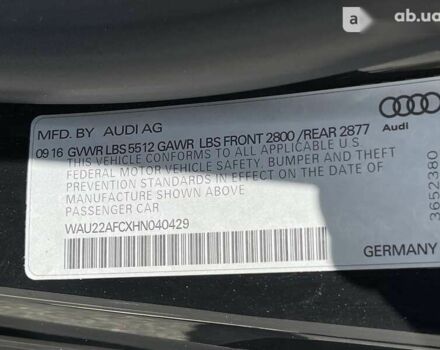 a ab.ua
MFD. BY AUDI AG
09 16 GVWR LBS 5512 GAWR LBS FRONT 2800 /REAR 2877
THIS VEHICLE CONFORMS TO ALL APPLICABLE U S
FEDERAL MOTOR VEHICLE SAFETY, BUMPER AND THEFT
PREVENTION STANDARDS IN EFFECT ON THE DATE OF
MANUFACTURE SHOWN ABOVE
PASSENGER CAR
WAU22AFCXHN040429
Audi
3652380
GERMANY